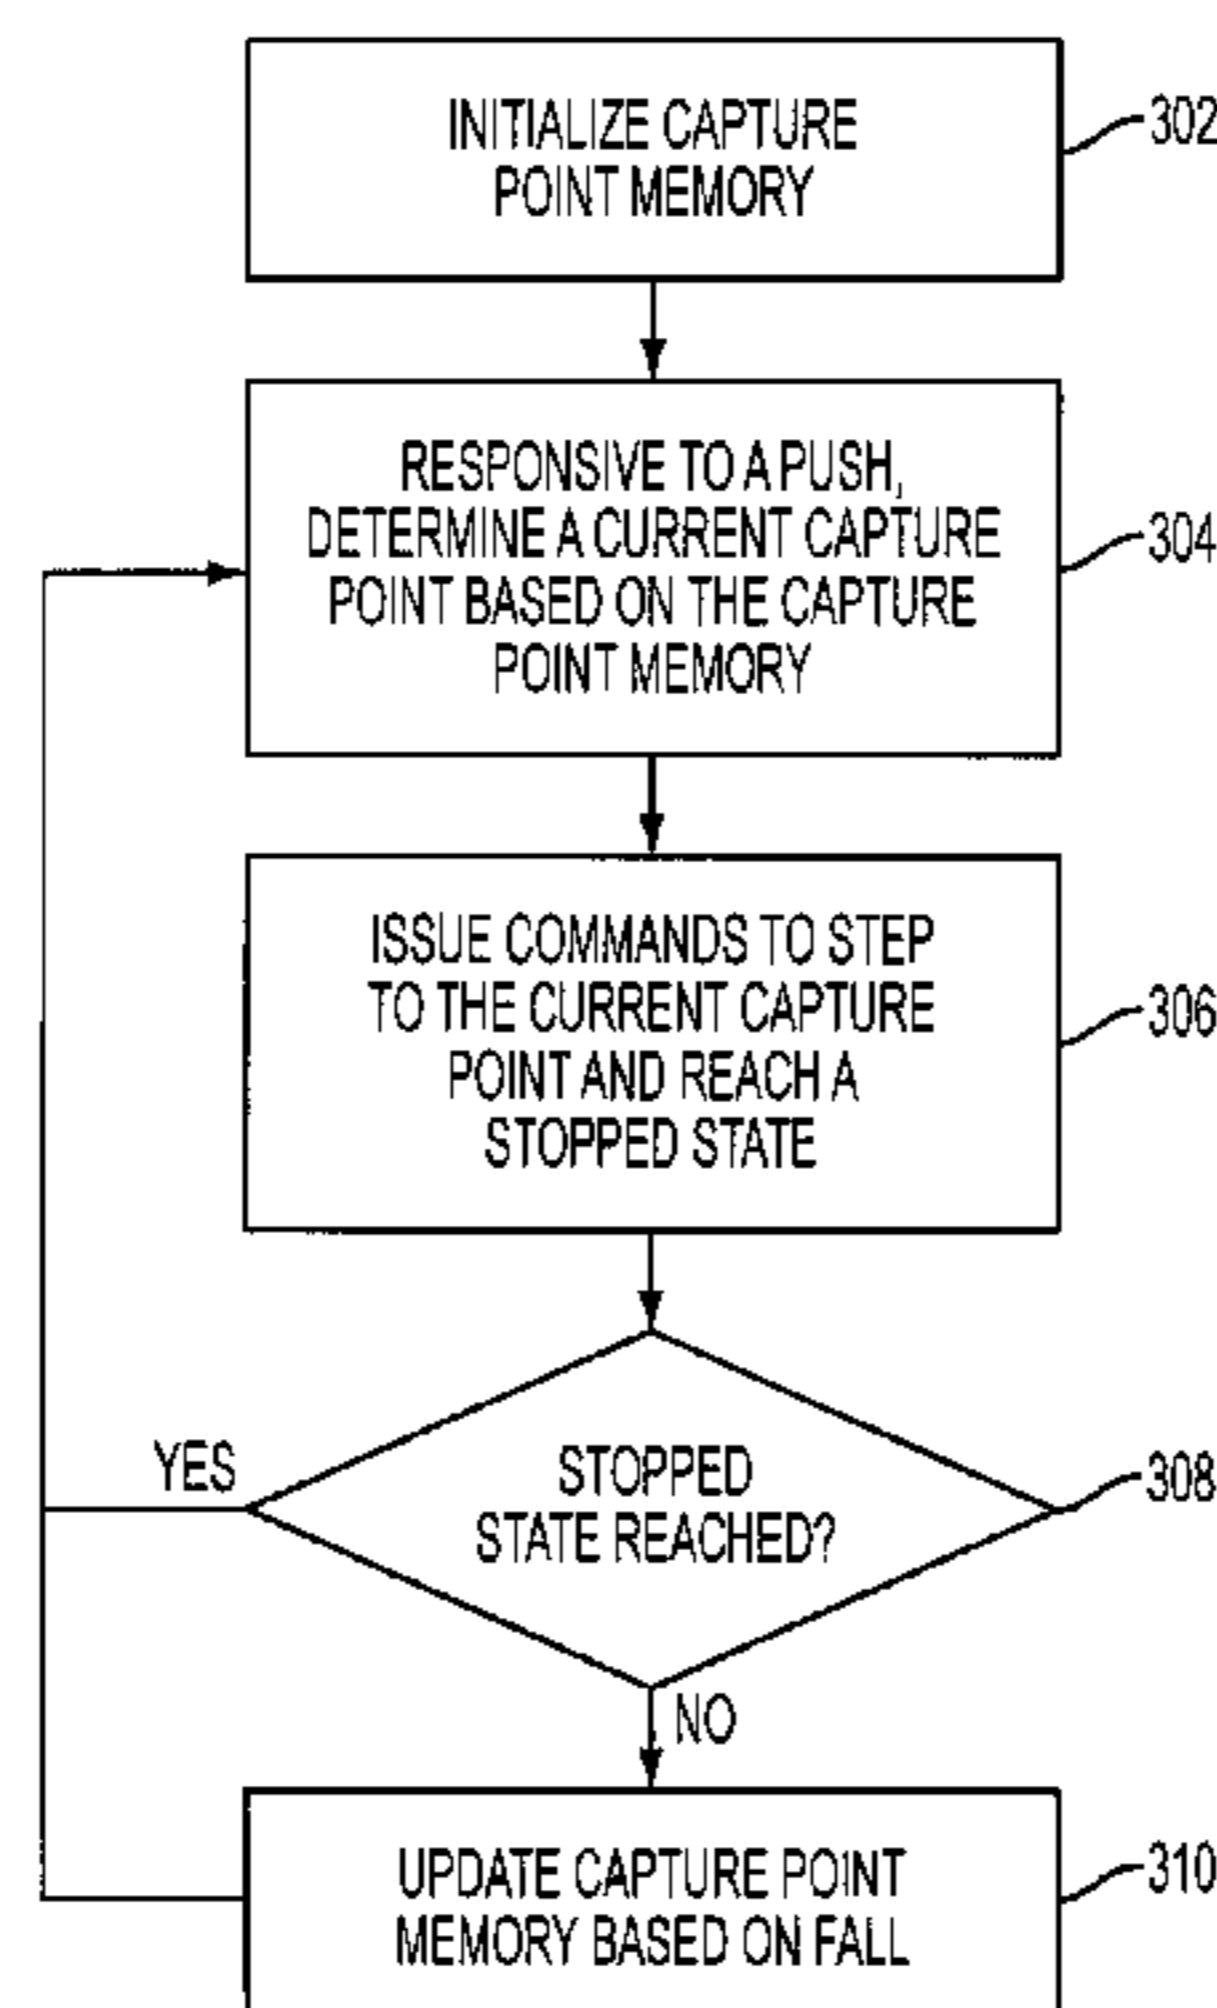 INITIALIZE CAPTURE
POINT MEMORY
302
RESPONSIVE TO A PUSH,
DETERMINE A CURRENT CAPTURE
POINT BASED ON THE CAPTURE
POINT MEMORY
304
ISSUE COMMANDS TO STEP
TO THE CURRENT CAPTURE
POINT AND REACH A
STOPPED STATE
306
YES
STOPPED
STATE REACHED?
308
NO
UPDATE CAPTURE POINT
MEMORY BASED ON FALL
310